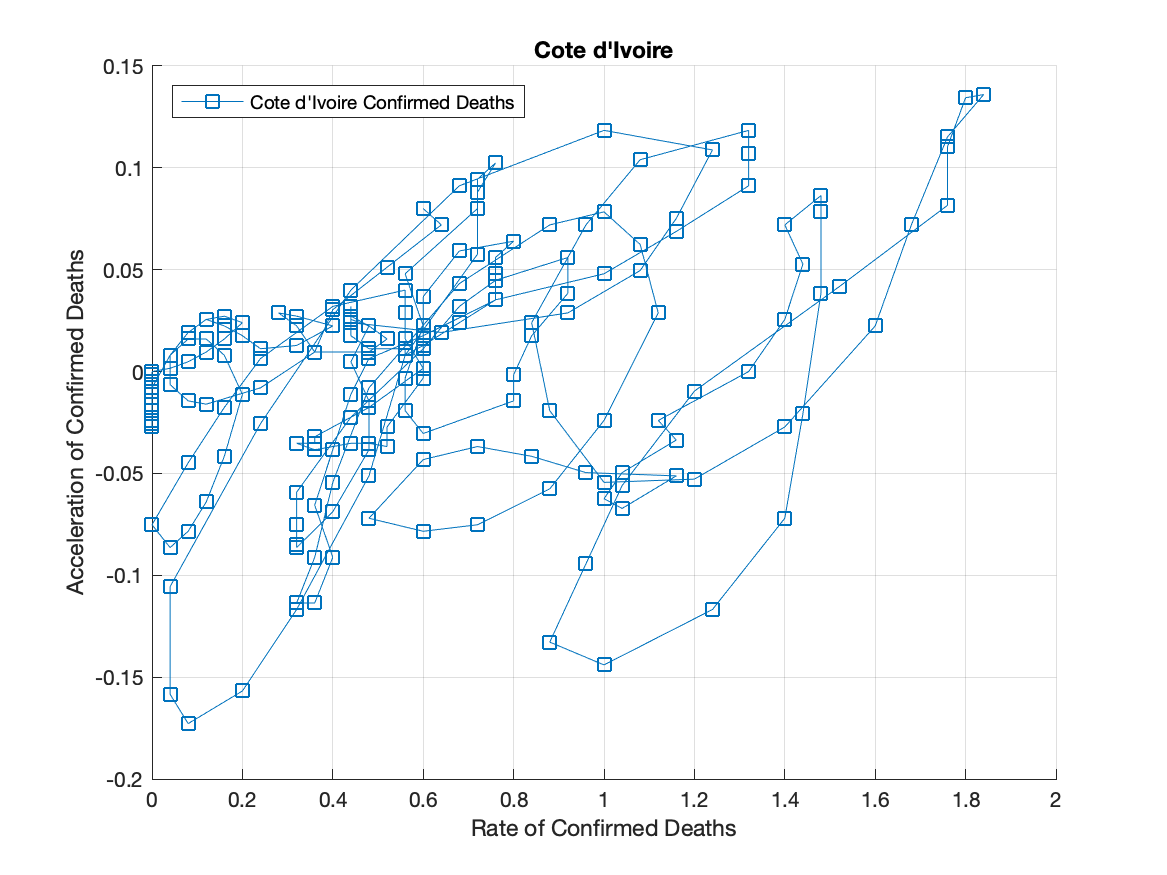 Cote d'Ivoire
Cote d'Ivoire Confirmed Deaths
Acceleration of Confirmed Deaths
0.15
0.1
0.05
0
-0.05
-0.1
-0.15
-0.2
0 0.2 0.4 0.6 0.8 1 1.2 1.4 1.6 1.8 2
Rate of Confirmed Deaths